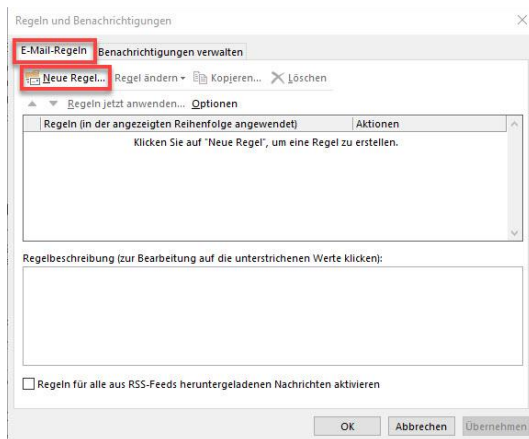 Regeln und Benachrichtigungen
E-Mail-Regeln Benachrichtigungen verwalten
Neue Regel... Regel ändern Kopieren... Löschen
Regeln jetzt anwenden... Optionen
Regeln (in der angezeigten Reihenfolge angewendet) Aktionen
Klicken Sie auf "Neue Regel", um eine Regel zu erstellen.
Regelbeschreibung (zur Bearbeitung auf die unterstrichenen Werte klicken):
Regeln für alle aus RSS-Feeds heruntergeladenen Nachrichten aktivieren
OK Abbrechen Übernehmen